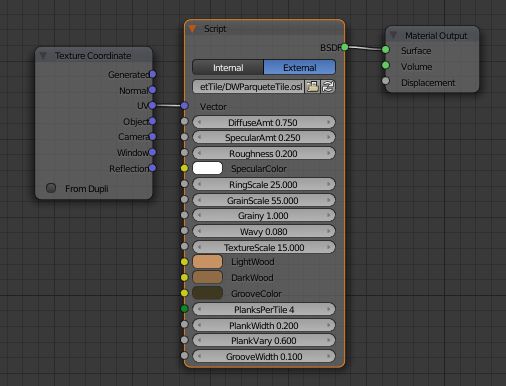 Texture Coordinate
Generated
Normal
UV
Object
Camera
Window
Reflection
From Dupli
Script
BSDF
Internal
External
etTile/DWParqueteTile.osl
Vector
DiffuseAmt 0.750
SpecularAmt 0.250
Roughness 0.200
SpecularColor
RingScale 25.000
GrainScale 55.000
Grainy 1.000
Wavy 0.080
TextureScale 15.000
LightWood
DarkWood
GrooveColor
PlanksPerTile 4
PlankWidth 0.200
PlankVary 0.600
GrooveWidth 0.100
Material Output
Surface
Volume
Displacement